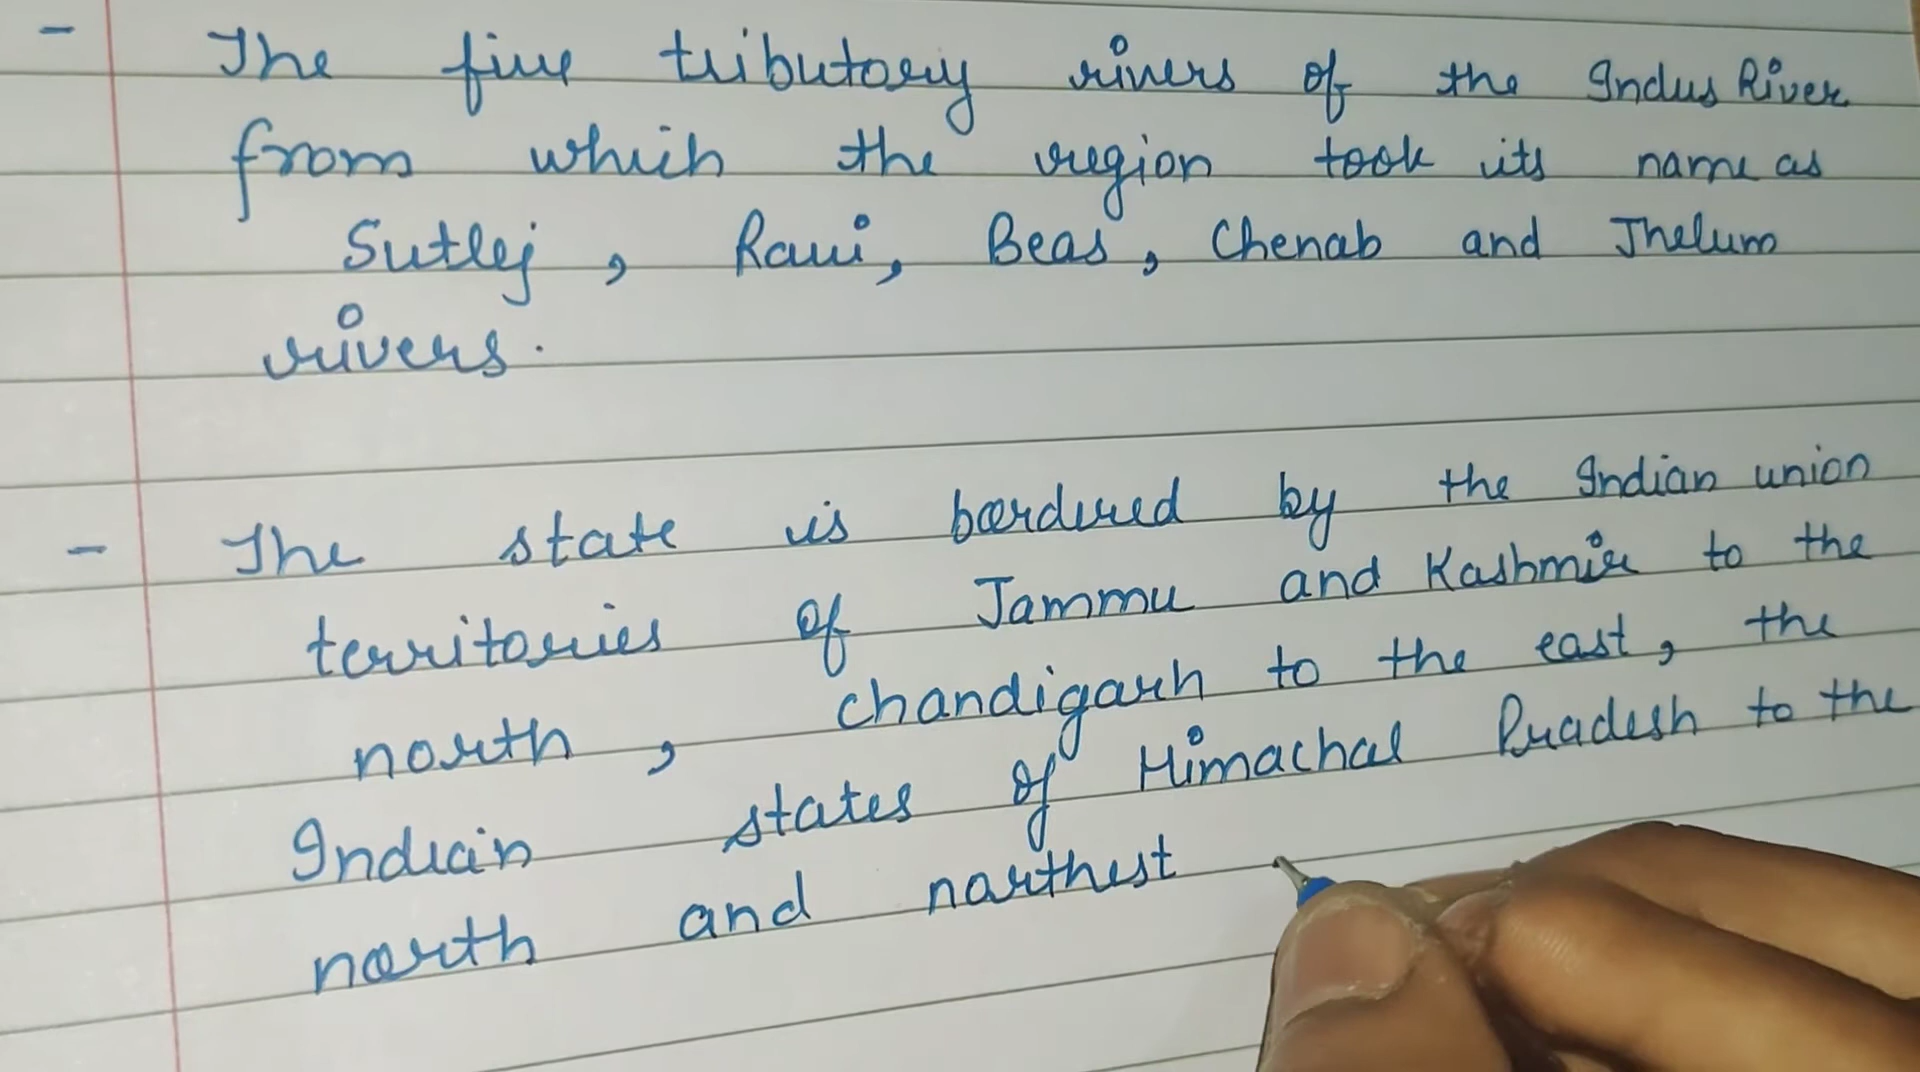 - The five tributory rivers of the Indus River
from which the region took its name as
Sutlej, Ravi, Beas, Chenab and Jhelum
rivers.
- The state is bordered by the Indian union
territories of Jammu and Kashmir to the
north, chandigarh to the east, the
Indian states of Himachal Pradesh to the
north and northest